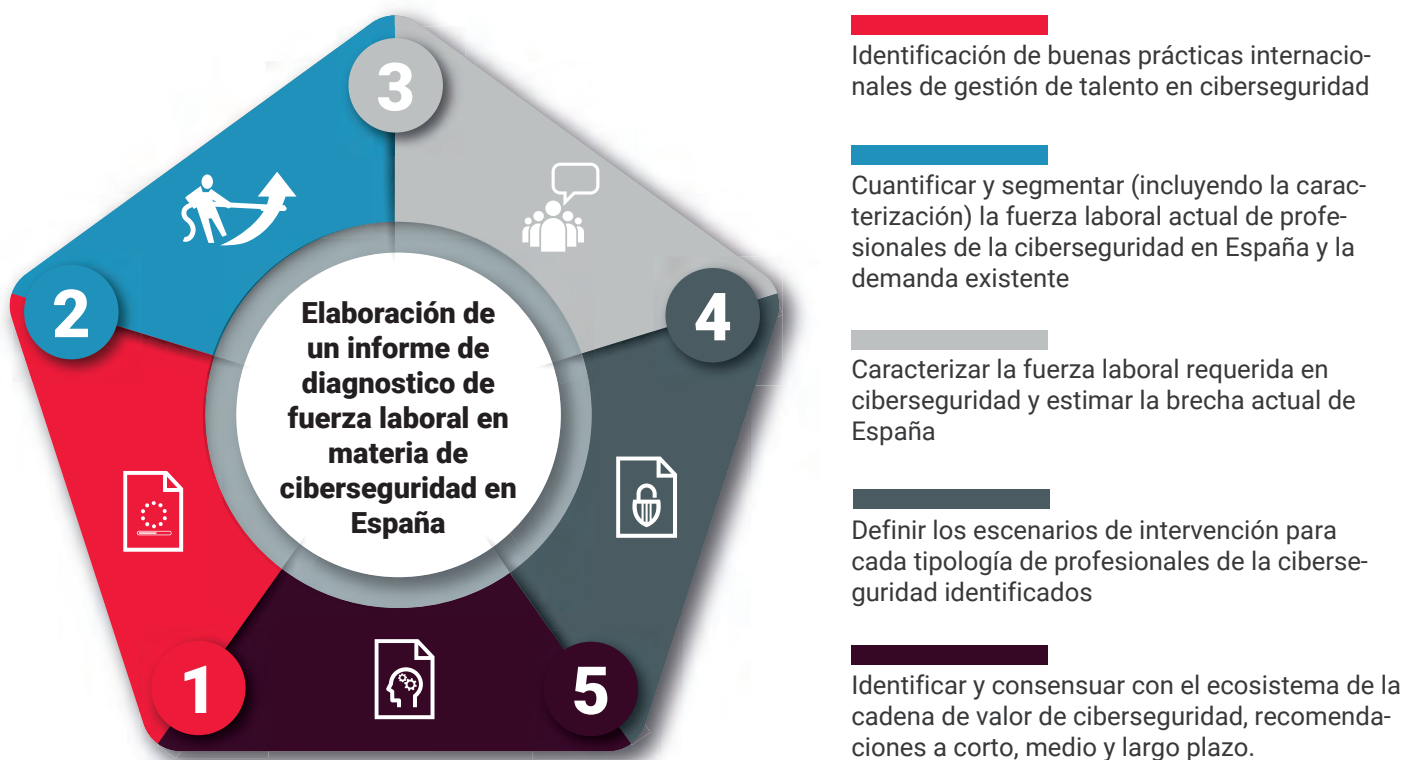 3
2
4
1
5
Elaboración de
un informe de
diagnostico de
fuerza laboral en
materia de
ciberseguridad en
España
Identificación de buenas prácticas internacio-
nales de gestión de talento en ciberseguridad
Cuantificar y segmentar (incluyendo la carac-
terización) la fuerza laboral actual de profe-
sionales de la ciberseguridad en España y la
demanda existente
Caracterizar la fuerza laboral requerida en
ciberseguridad y estimar la brecha actual de
España
Definir los escenarios de intervención para
cada tipología de profesionales de la ciberse-
guridad identificados
Identificar y consensuar con el ecosistema de la
cadena de valor de ciberseguridad, recomenda-
ciones a corto, medio y largo plazo.